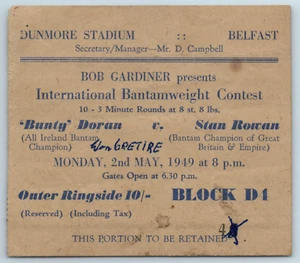 DUNMORE STADIUM :: BELFAST
Secretary/Manager—Mr. D. Campbell
BOB GARDINER presents
International Bantamweight Contest
10 - 3 Minute Rounds at 8 st. 8 lbs.
"Bunty" Doran v. Stan Rowan
(All Ireland Bantam Champion) (Bantam Champion of Great Britain & Empire)
Won RETIRE
MONDAY, 2nd MAY, 1949 at 8 p.m.
Gates Open at 6.30 p.m.
Outer Ringside 10/- BLOCK D4
(Reserved) (Including Tax)
THIS PORTION TO BE RETAINED